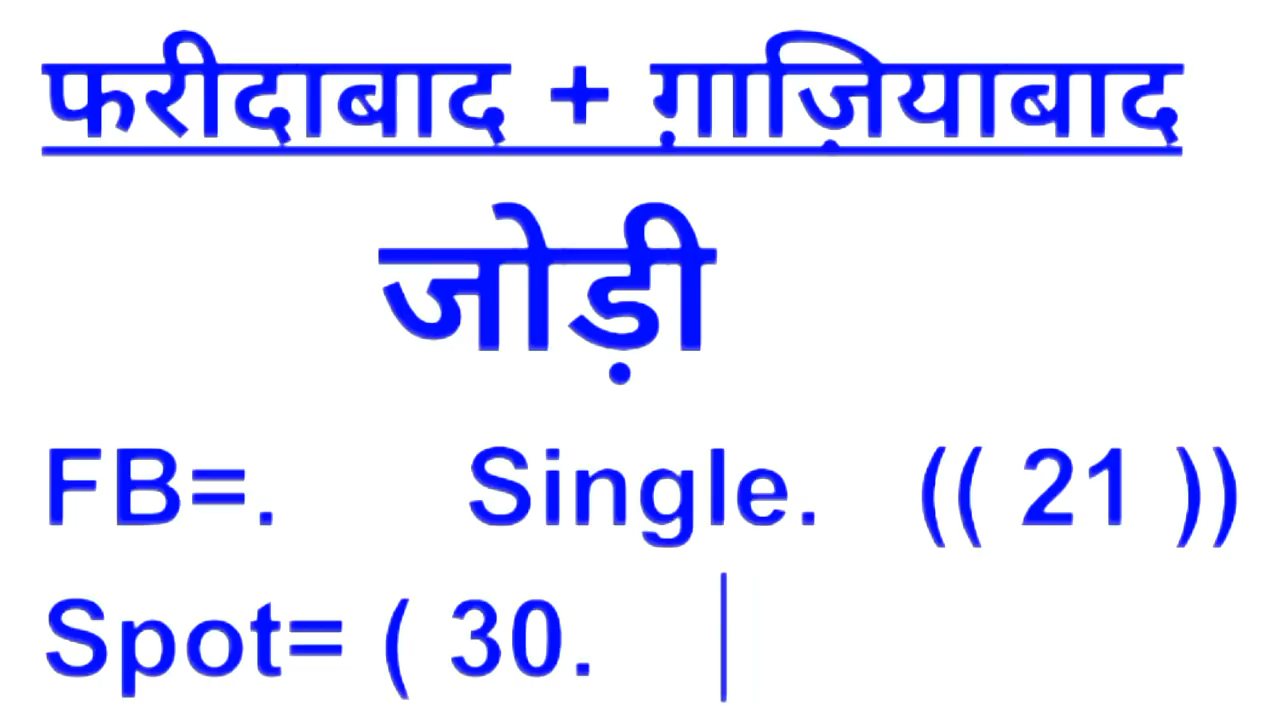 फरीदाबाद + ग़ाज़ियाबाद
जोड़ी
FB=. Single. (( 21 ))
Spot= ( 30.